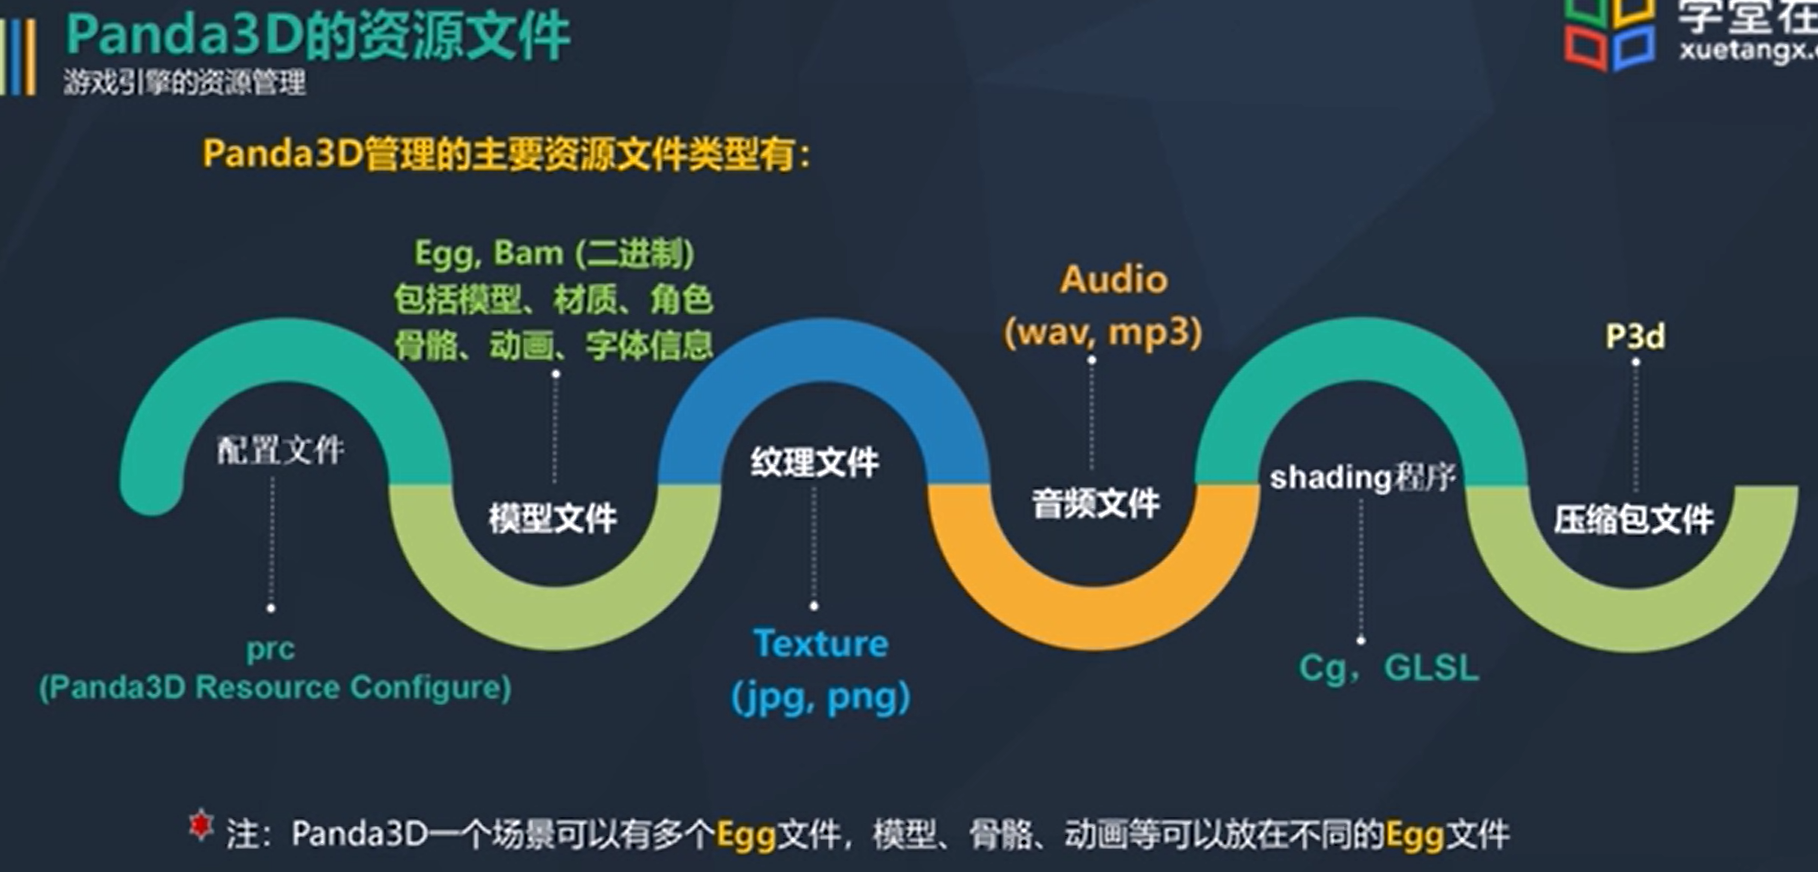 Panda3D的资源文件
游戏引擎的资源管理
学堂在
xuetangx.
Panda3D管理的主要资源文件类型有：
Egg, Bam (二进制)
包括模型、材质、角色
骨骼、动画、字体信息
Audio
(wav, mp3)
P3d
配置文件
模型文件
纹理文件
音频文件
shading程序
压缩包文件
prc
(Panda3D Resource Configure)
Texture
(jpg, png)
Cg，GLSL
注：Panda3D一个场景可以有多个Egg文件，模型、骨骼、动画等可以放在不同的Egg文件